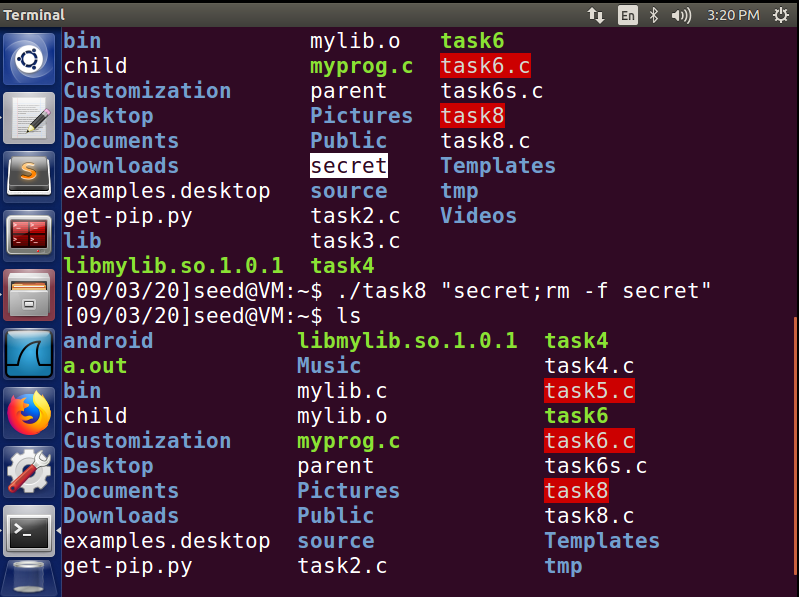 Terminal En 3:20 PM
bin mylib.o task6
child myprog.c task6.c
Customization parent task6s.c
Desktop Pictures task8
Documents Public task8.c
Downloads secret Templates
examples.desktop source tmp
get-pip.py task2.c Videos
lib task3.c
libmylib.so.1.0.1 task4
[09/03/20]seed@VM:~$ ./task8 "secret;rm -f secret"
[09/03/20]seed@VM:~$ ls
android libmylib.so.1.0.1 task4
a.out Music task4.c
bin mylib.c task5.c
child mylib.o task6
Customization myprog.c task6.c
Desktop parent task6s.c
Documents Pictures task8
Downloads Public task8.c
examples.desktop source Templates
get-pip.py task2.c tmp